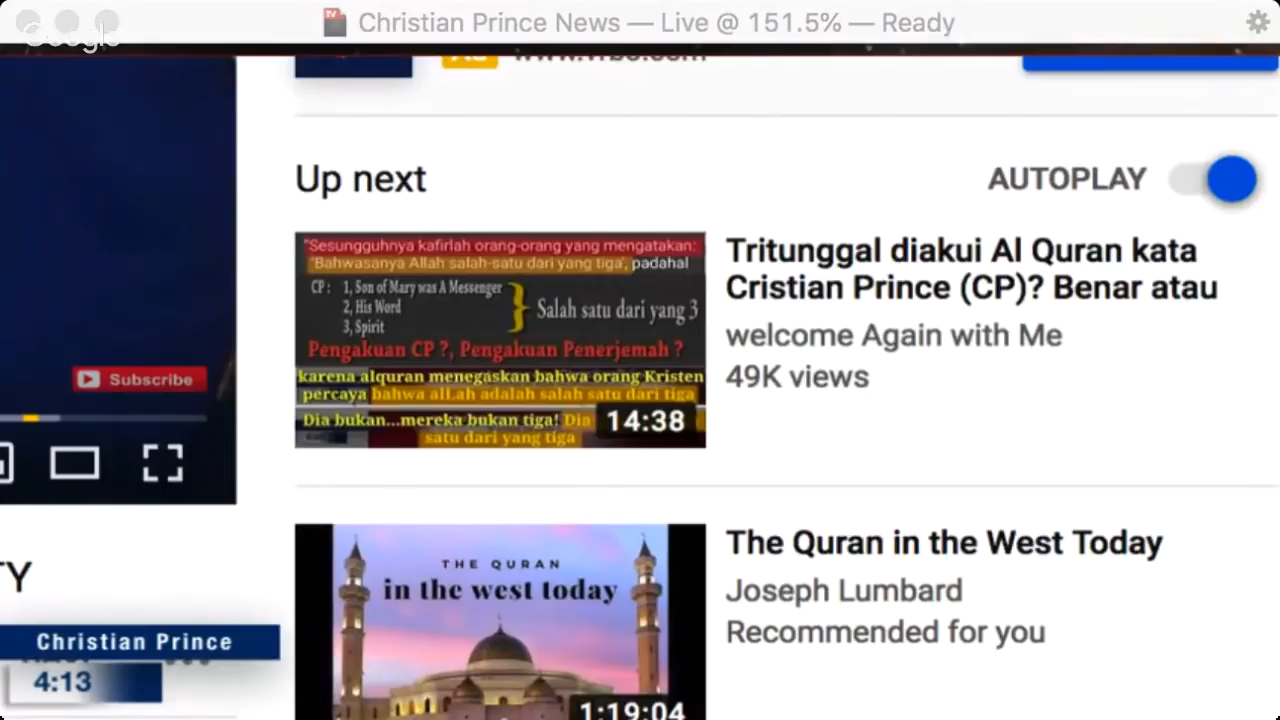 Christian Prince News — Live @ 151.5% — Ready
Google
Up next
AUTOPLAY
"Sesungguhnya kafirlah orang-orang yang mengatakan:
"Bahwasanya Allah salah-satu dari yang tiga", padahal
CP : 1, Son of Mary was A Messenger
2, His Word
3, Spirit
Salah satu dari yang 3
Pengakuan CP ?, Pengakuan Penerjemah ?
karena alquran menegaskan bahwa orang Kristen
percaya bahwa alLah adalah salah satu dari tiga
Dia bukan...mereka bukan tiga! Dia
satu dari yang tiga
14:38
Tritunggal diakui Al Quran kata
Cristian Prince (CP)? Benar atau
welcome Again with Me
49K views
Subscribe
THE QURAN
in the west today
1:19:04
The Quran in the West Today
Joseph Lumbard
Recommended for you
TY
Christian Prince
4:13